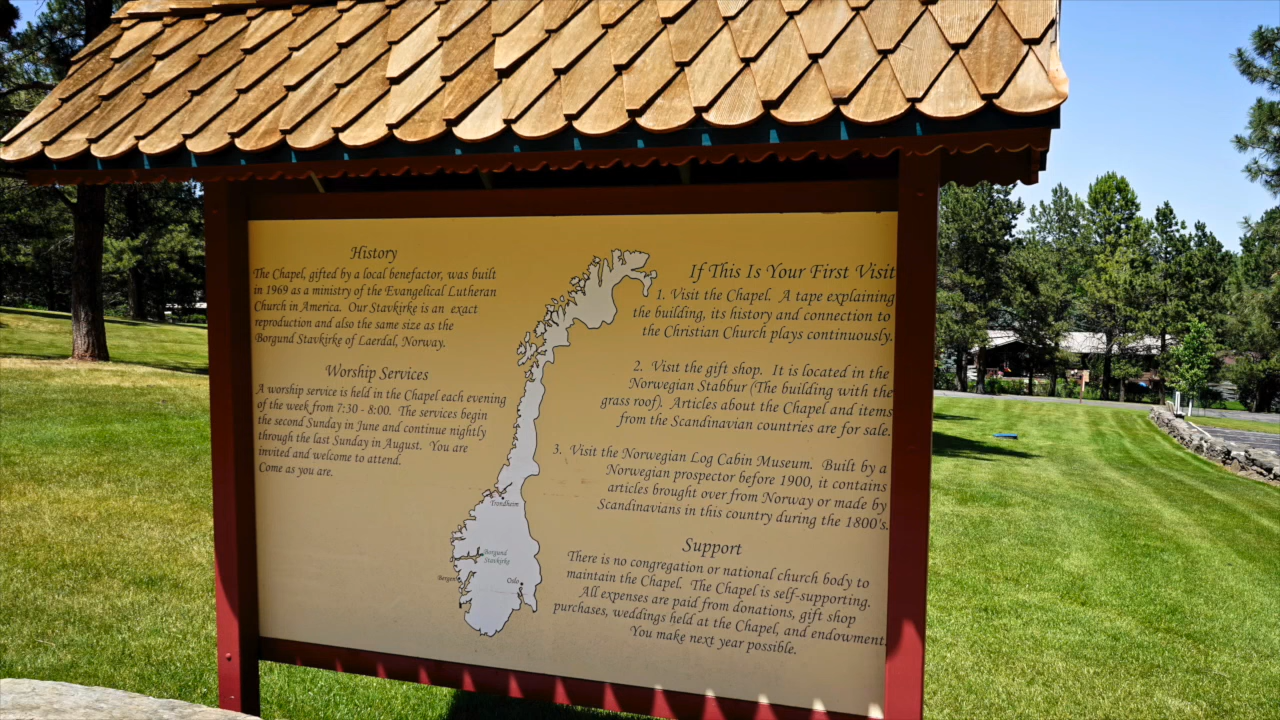 History
The Chapel, gifted by a local benefactor, was built
in 1969 as a ministry of the Evangelical Lutheran
Church in America. Our Stavkirke is an exact
reproduction and also the same size as the
Borgund Stavkirke of Laerdal, Norway.
Worship Services
A worship service is held in the Chapel each evening
of the week from 7:30 - 8:00. The services begin
the second Sunday in June and continue nightly
through the last Sunday in August. You are
invited and welcome to attend.
Come as you are.
Trondheim
Borgund
Stavkirke
Bergen
Oslo
If This Is Your First Visit
1. Visit the Chapel. A tape explaining
the building, its history and connection to
the Christian Church plays continuously.
2. Visit the gift shop. It is located in the
Norwegian Stabbur (The building with the
grass roof). Articles about the Chapel and items
from the Scandinavian countries are for sale.
3. Visit the Norwegian Log Cabin Museum. Built by a
Norwegian prospector before 1900, it contains
articles brought over from Norway or made by
Scandinavians in this country during the 1800's.
Support
There is no congregation or national church body to
maintain the Chapel. The Chapel is self-supporting.
All expenses are paid from donations, gift shop
purchases, weddings held at the Chapel, and endowment.
You make next year possible.